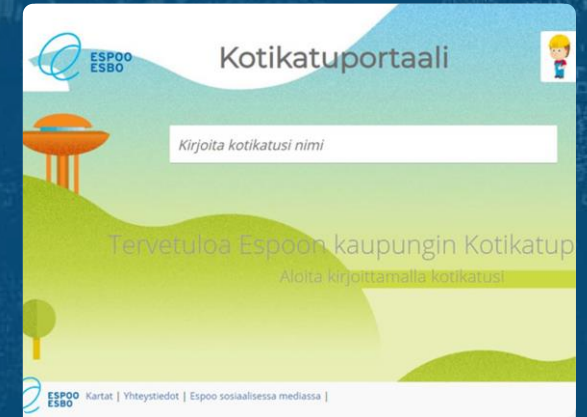 ESPOO
ESBO
Kotikatuportaali
Kirjoita kotikatusi nimi
Tervetuloa Espoon kaupungin Kotikatup
Aloita kirjoittamalla kotikatusi
ESPOO
ESBO
Kartat | Yhteystiedot | Espoo sosiaalisessa mediassa |